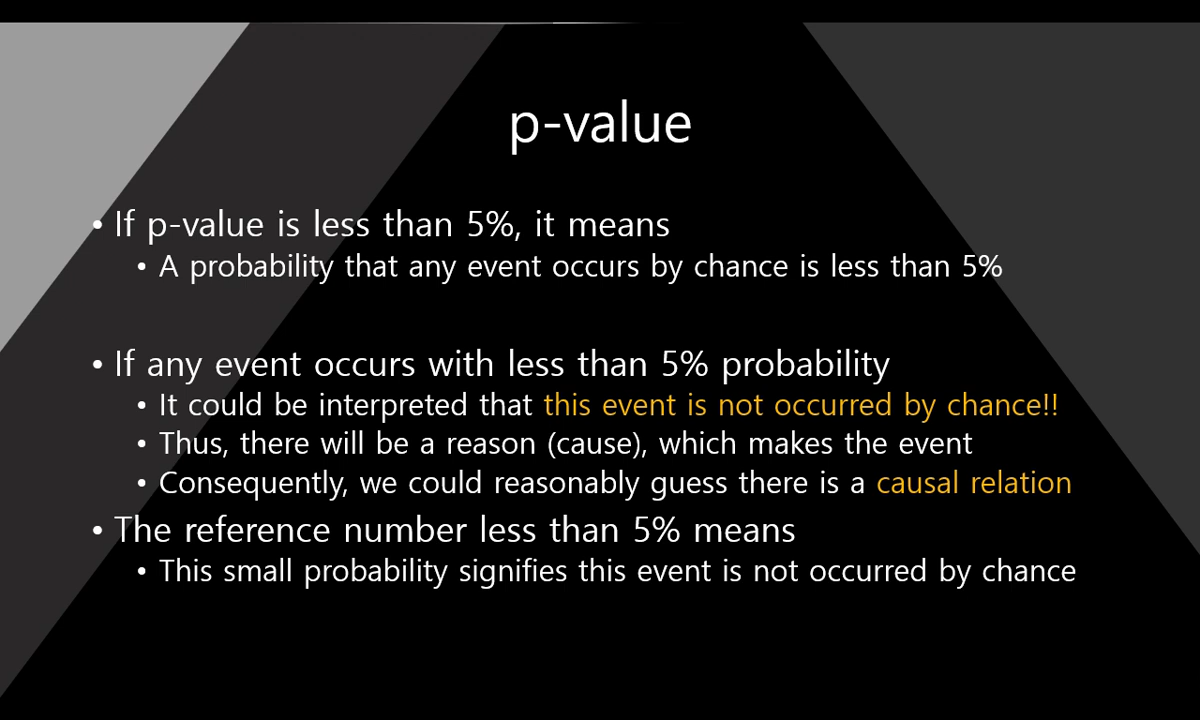 p-value
• If p-value is less than 5%, it means
• A probability that any event occurs by chance is less than 5%
• If any event occurs with less than 5% probability
• It could be interpreted that this event is not occurred by chance!!
• Thus, there will be a reason (cause), which makes the event
• Consequently, we could reasonably guess there is a causal relation
• The reference number less than 5% means
• This small probability signifies this event is not occurred by chance